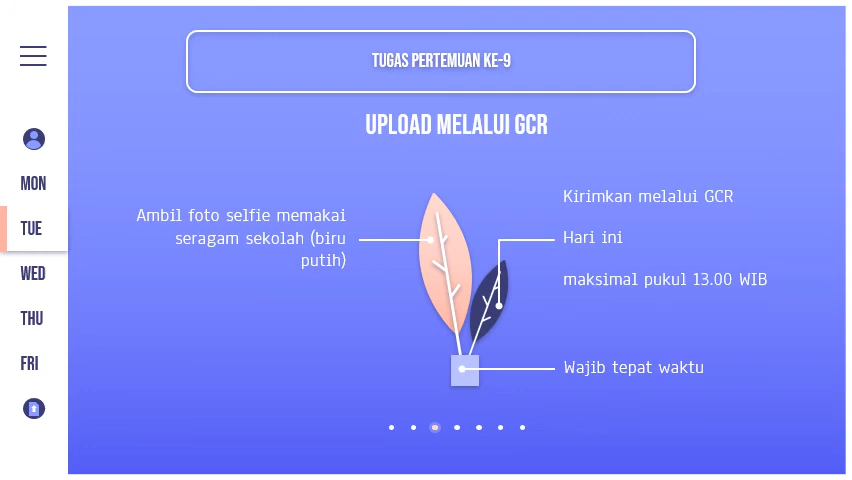 TUGAS PERTEMUAN KE-9
UPLOAD MELALUI GCR
MON
TUE
WED
THU
FRI
Ambil foto selfie memakai
seragam sekolah (biru
putih)
Kirimkan melalui GCR
Hari ini
maksimal pukul 13.00 WIB
Wajib tepat waktu